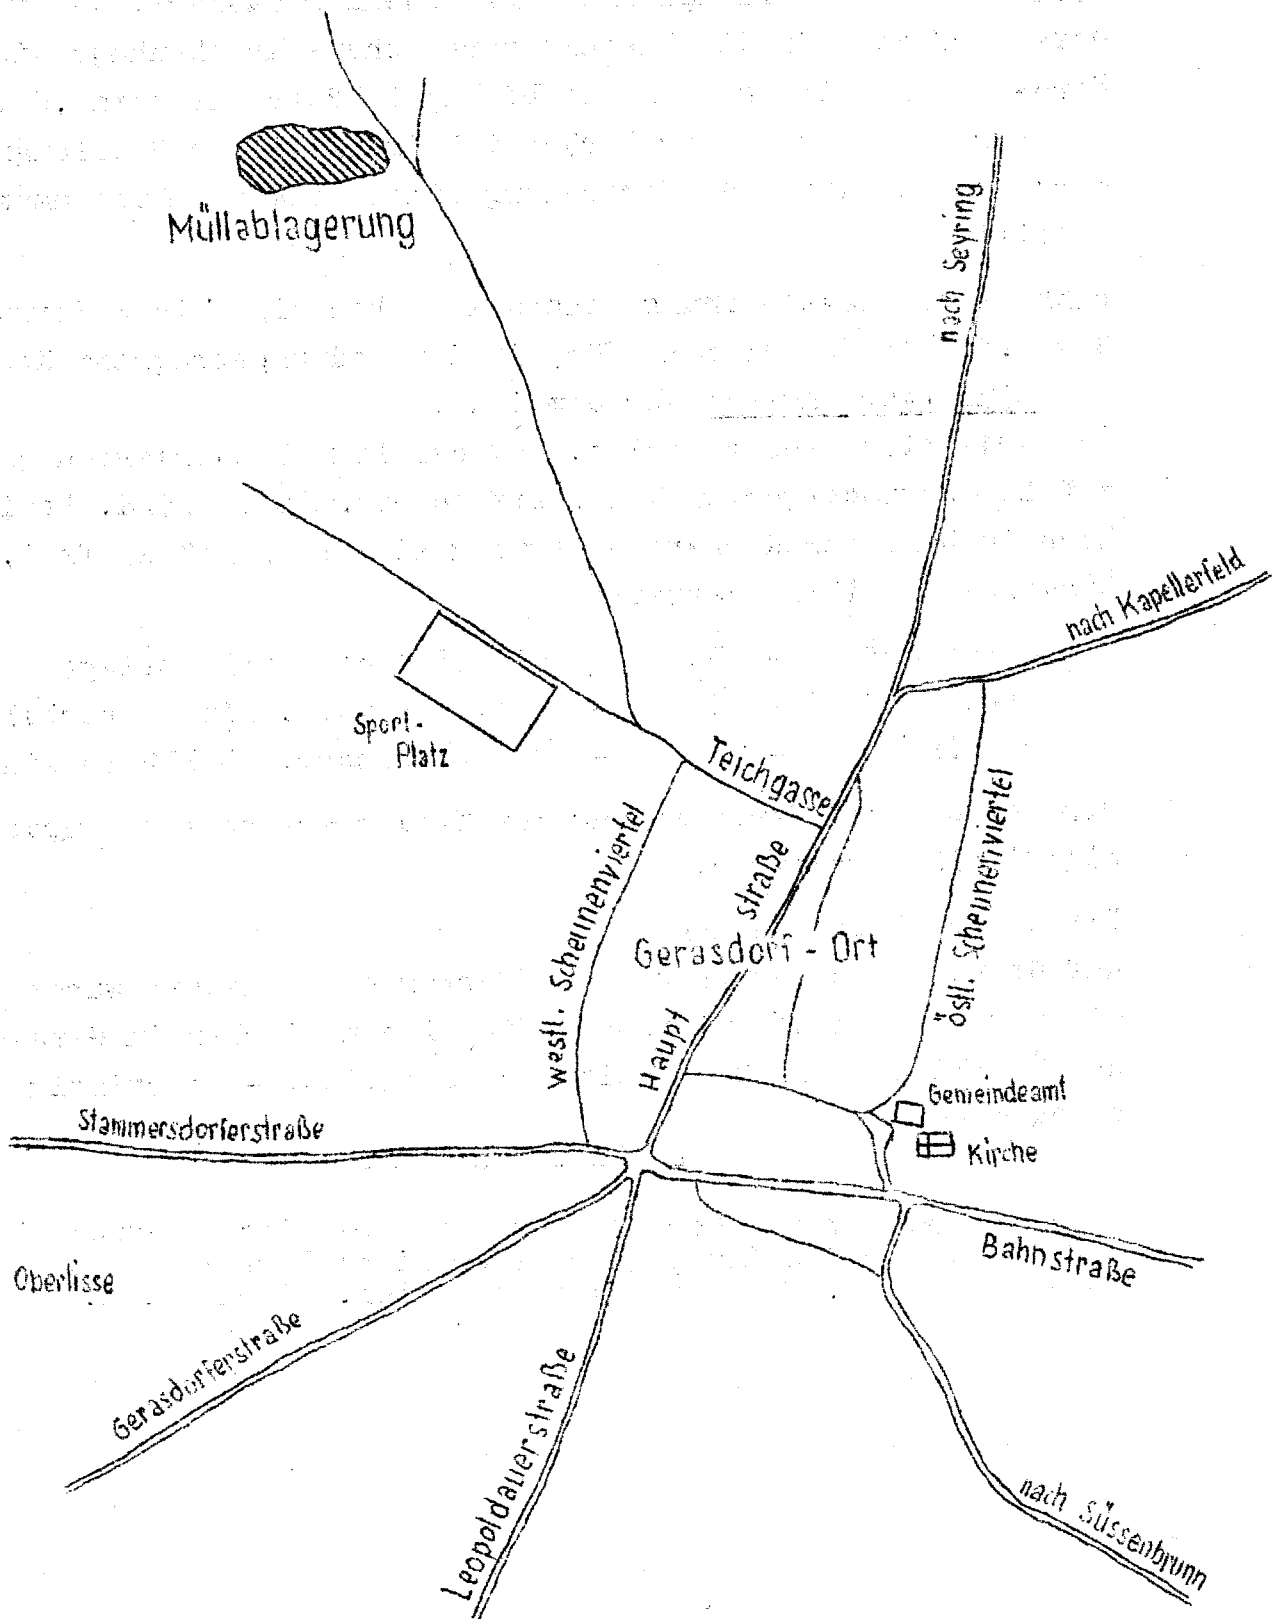 Müllablagerung
nach Seyring
nach Kapellerfeld
Sport-
Platz
Teichgasse
westl. Scheunenviertel
Haupt straße
Gerasdorf - Ort
Östl. Scheunenviertel
Gemeindeamt
Kirche
Stammersdorferstraße
Bahnstraße
Oberlisse
Gerasdorferstraße
Leopoldauerstraße
nach Süssenbrunn